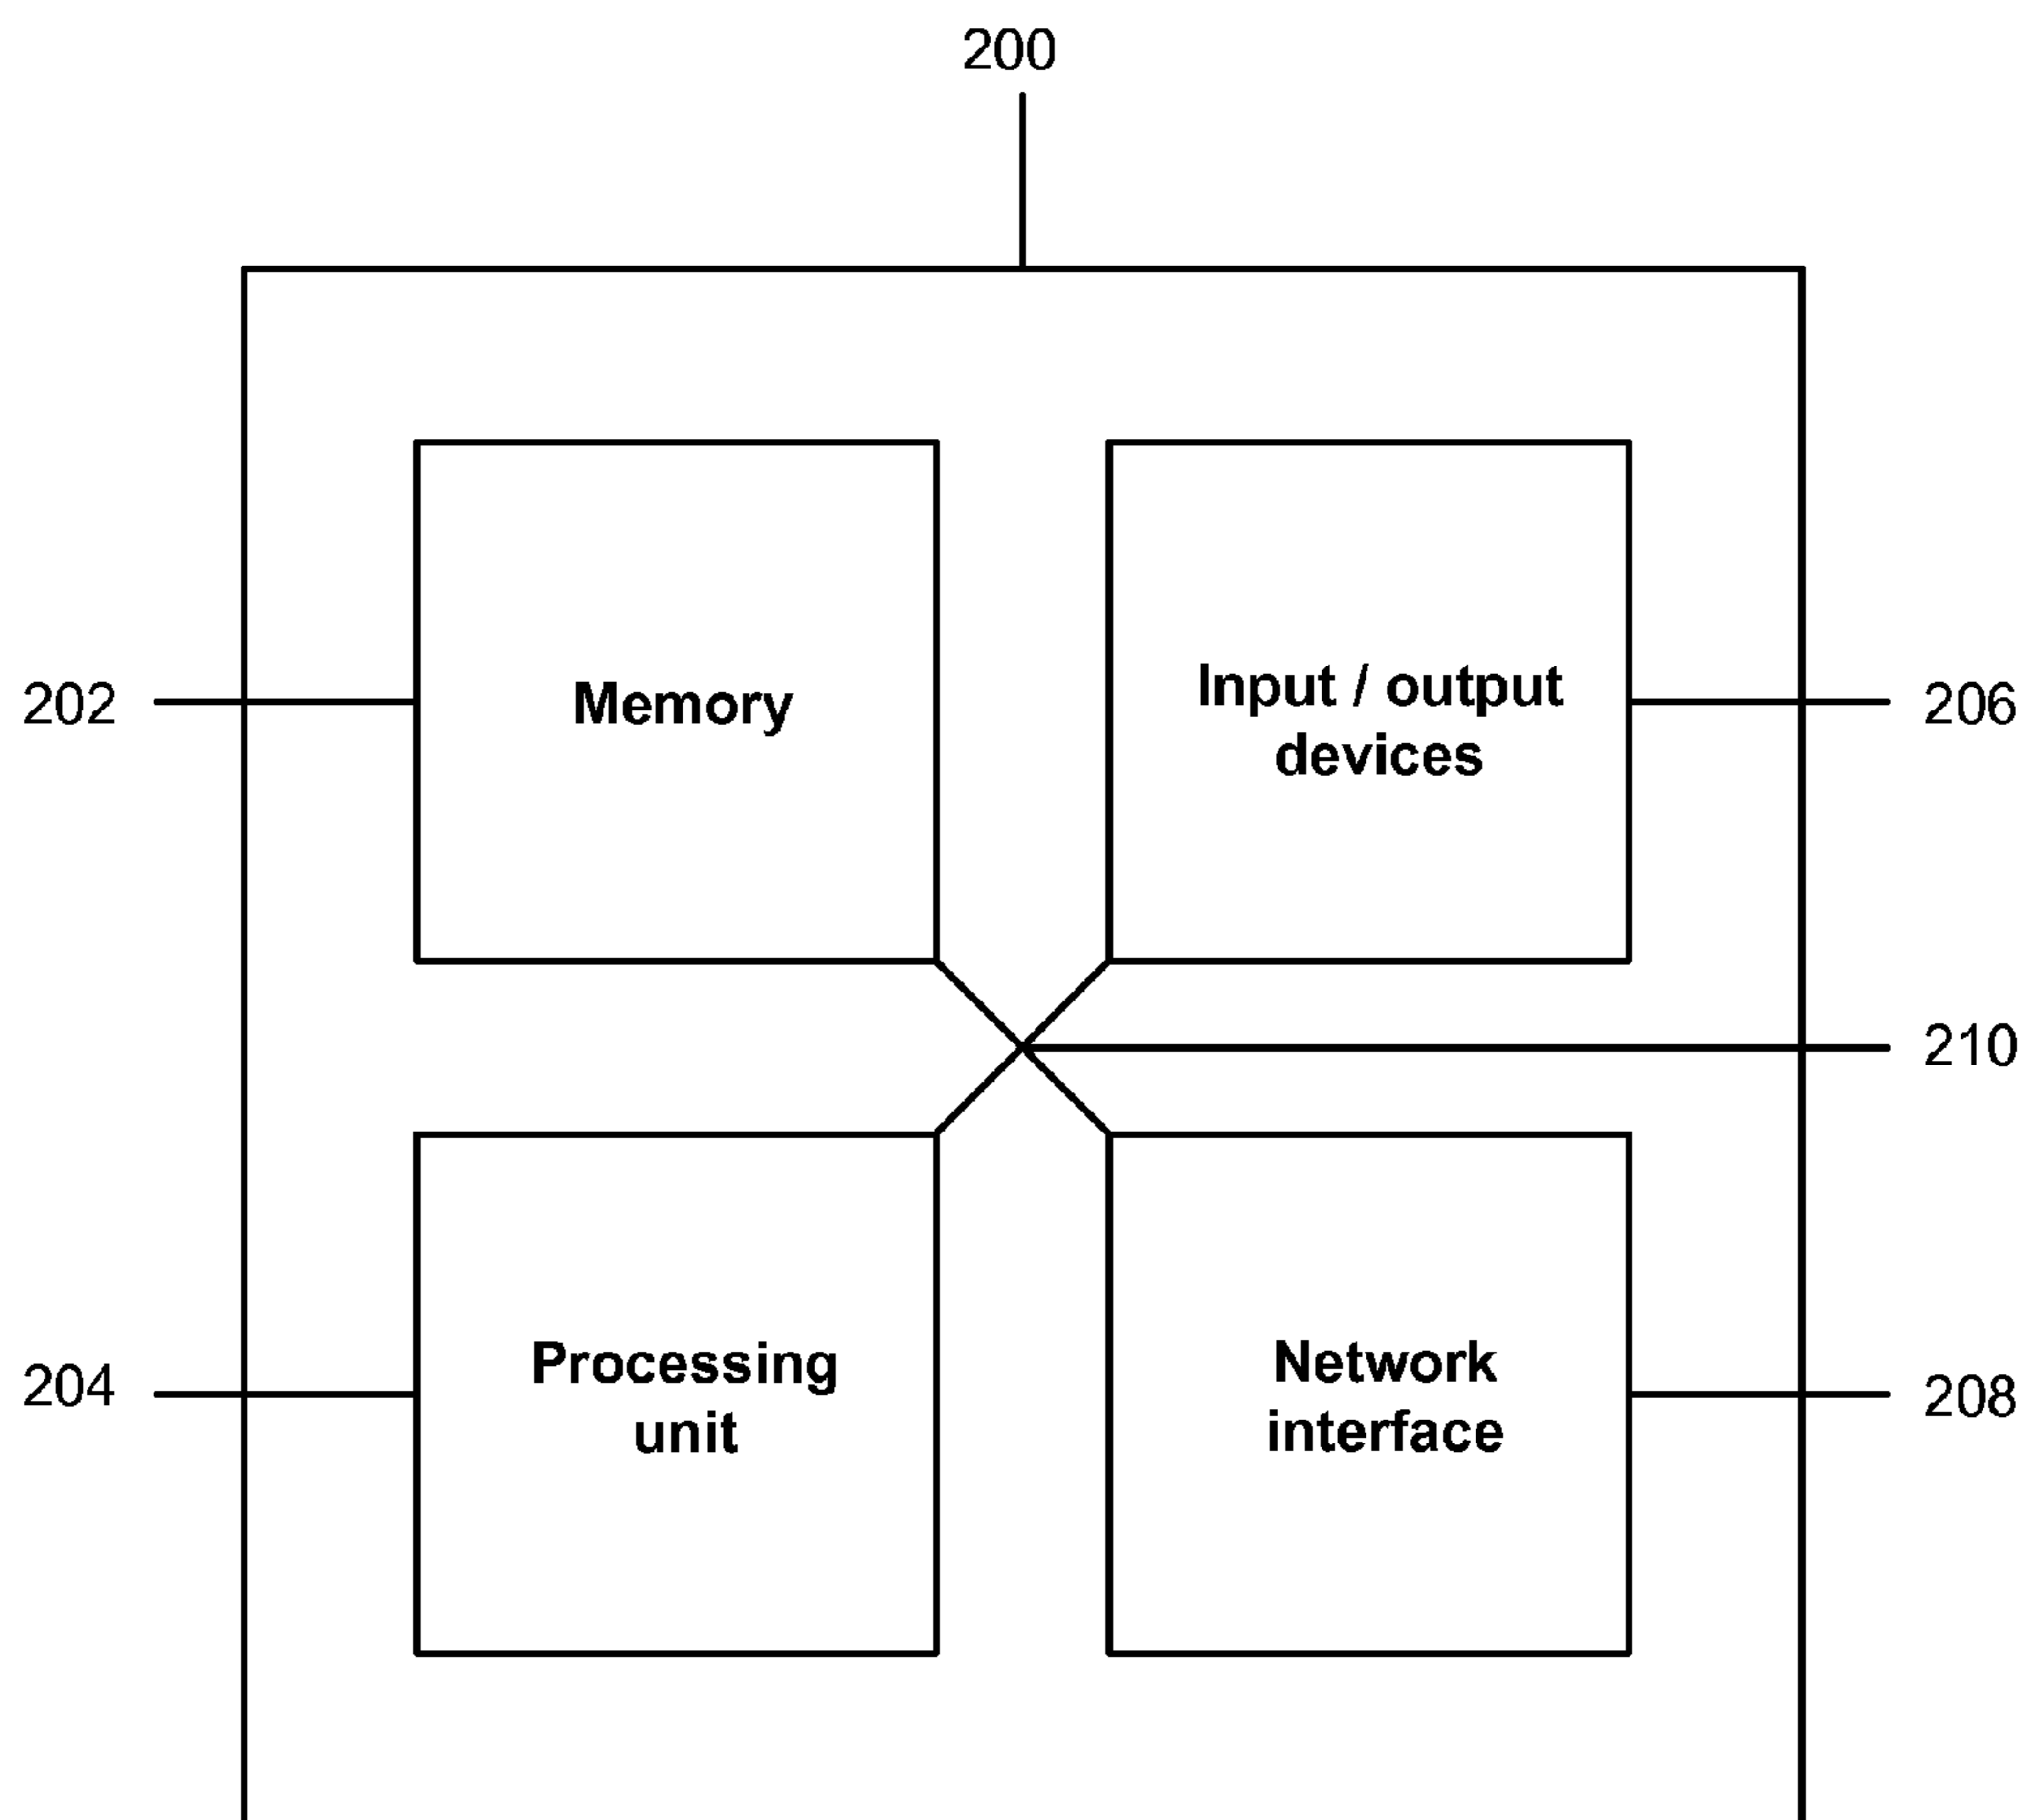 200
202
Memory
Input / output
devices
206
210
204
Processing
unit
Network
interface
208